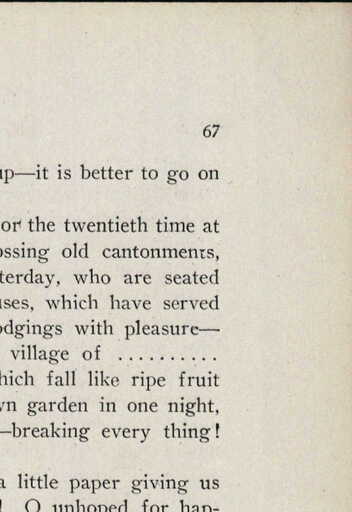 67
up—it is better to go on
or the twentieth time at
ossing old cantonments,
terday, who are seated
uses, which have served
odgings with pleasure—
village of ..........
hich fall like ripe fruit
wn garden in one night,
—breaking every thing!
a little paper giving us
! O unhoped for hap-